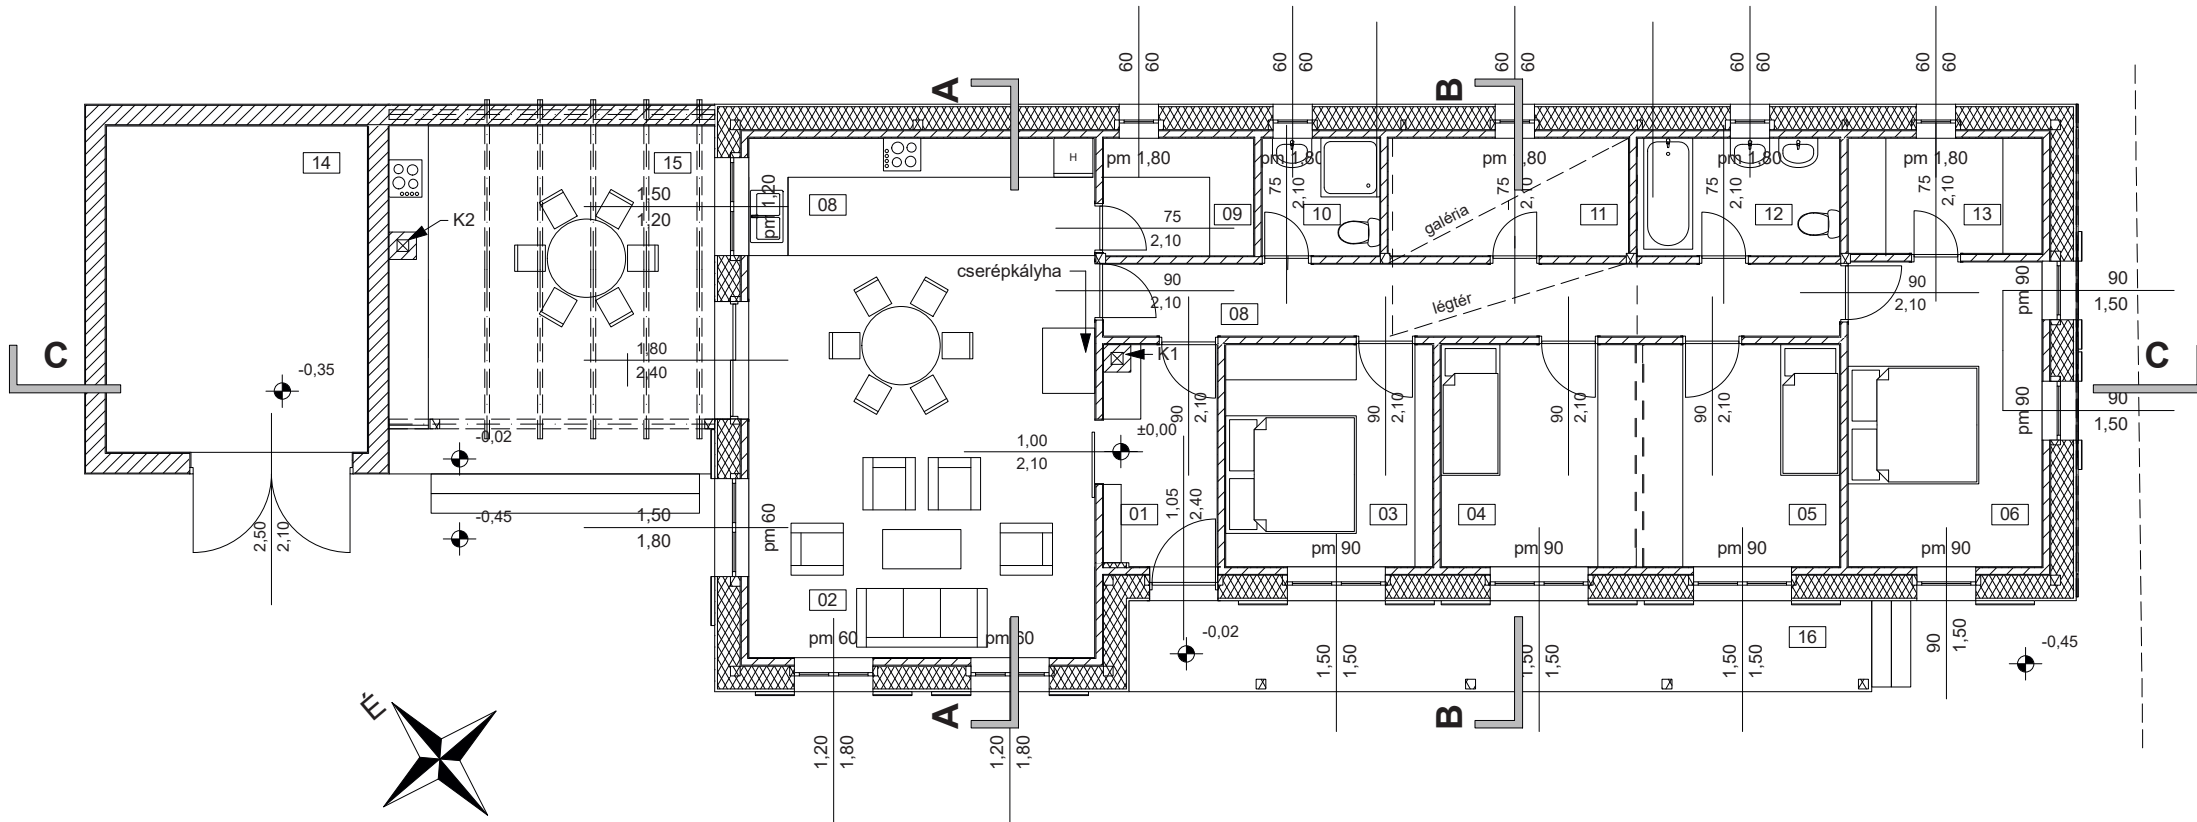 60 60
60 60
60 60
60 60
60 60
A
B
14
15
H
pm 1,80
pm 1,80
pm 1,80
pm 1,80
pm 1,80
1,50
1,20
pm 1,20
08
75
2,10
09
75
2,10
10
galéria
75
2,10
11
75
2,10
12
75
2,10
13
K2
cserépkályha
90
2,10
légtér
08
90
2,10
pm 90
90
1,50
C
-0,35
1,80
2,40
K1
C
90
2,10
90
2,10
90
2,10
90
2,10
pm 90
90
1,50
-0,02
1,00
2,10
±0,00
-0,45
1,50
1,80
pm 60
2,50
2,10
01
1,05
2,40
03
04
05
06
pm 90
pm 90
pm 90
pm 90
02
pm 60
pm 60
-0,02
1,50
1,50
1,50
1,50
1,50
1,50
16
90
1,50
-0,45
É
A
B
1,20
1,80
1,20
1,80